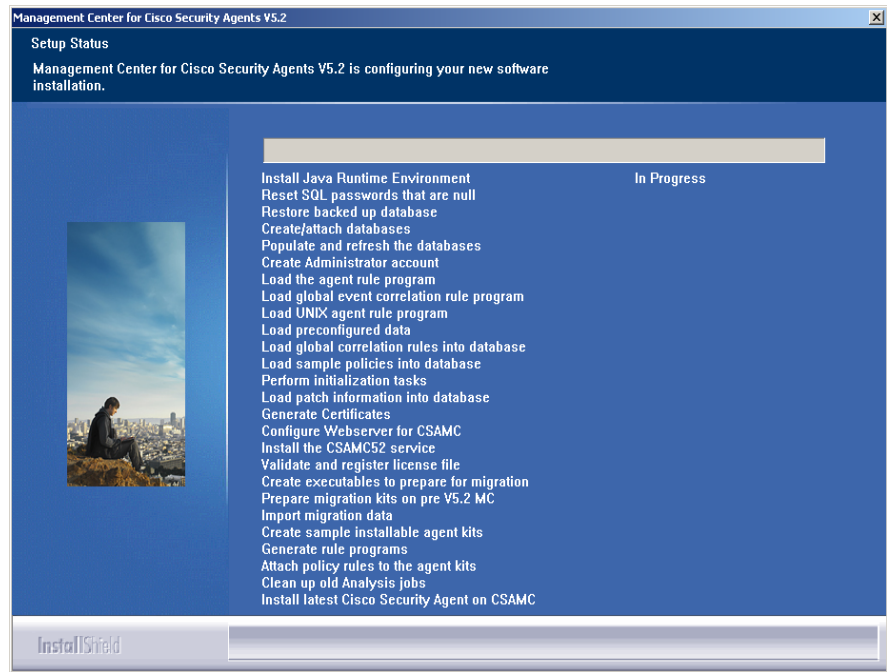 Management Center for Cisco Security Agents V5.2
Setup Status
Management Center for Cisco Security Agents V5.2 is configuring your new software
installation.
Install Java Runtime Environment In Progress
Reset SQL passwords that are null
Restore backed up database
Create/attach databases
Populate and refresh the databases
Create Administrator account
Load the agent rule program
Load global event correlation rule program
Load UNIX agent rule program
Load preconfigured data
Load global correlation rules into database
Load sample policies into database
Perform initialization tasks
Load patch information into database
Generate Certificates
Configure Webserver for CSAMC
Install the CSAMC52 service
Validate and register license file
Create executables to prepare for migration
Prepare migration kits on pre V5.2 MC
Import migration data
Create sample installable agent kits
Generate rule programs
Attach policy rules to the agent kits
Clean up old Analysis jobs
Install latest Cisco Security Agent on CSAMC
InstallShield